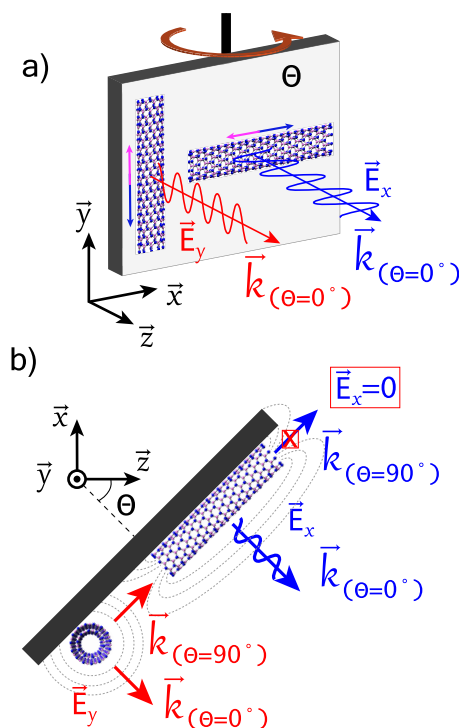 a)
Θ
E⃗x
E⃗y
k⃗(Θ=0°)
k⃗(Θ=0°)
y⃗
x⃗
z⃗
b)
E⃗x=0
x⃗
k⃗(Θ=90°)
y⃗
z⃗
Θ
E⃗x
k⃗(Θ=0°)
k⃗(Θ=90°)
E⃗y
k⃗(Θ=0°)